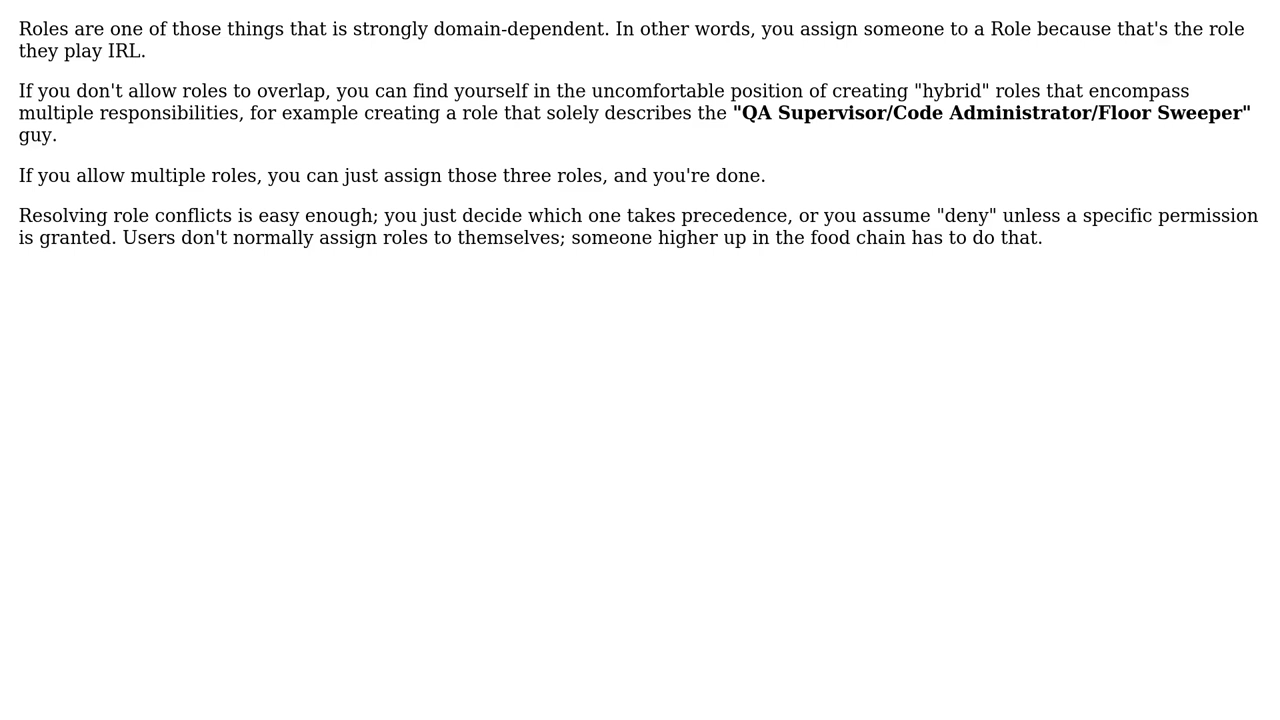 Roles are one of those things that is strongly domain-dependent. In other words, you assign someone to a Role because that's the role
they play IRL.
If you don't allow roles to overlap, you can find yourself in the uncomfortable position of creating "hybrid" roles that encompass
multiple responsibilities, for example creating a role that solely describes the "QA Supervisor/Code Administrator/Floor Sweeper"
guy.
If you allow multiple roles, you can just assign those three roles, and you're done.
Resolving role conflicts is easy enough; you just decide which one takes precedence, or you assume "deny" unless a specific permission
is granted. Users don't normally assign roles to themselves; someone higher up in the food chain has to do that.